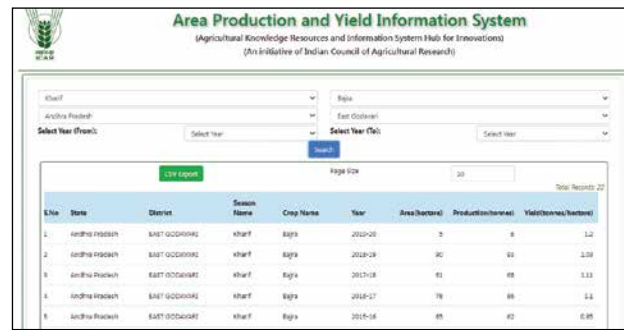 Area Production and Yield Information System
(Agricultural Knowledge Resources and Information System Hub for Innovations)
(An initiative of Indian Council of Agricultural Research)
Kharif Bajra
Andhra Pradesh East Godavari
Select Year (From): Select Year Select Year (To): Select Year
Search
CSV Export Page Size 20
Total Records: 22
S.No State District Season Name Crop Name Year Area(hectare) Production(tonnes) Yield(tonnes/hectare)
1 Andhra Pradesh EAST GODAVARI Kharif Bajra 2019-20 5 6 1.2
2 Andhra Pradesh EAST GODAVARI Kharif Bajra 2018-19 90
3 Andhra Pradesh EAST GODAVARI Kharif Bajra 2017-18 61 68 1.11
4 Andhra Pradesh EAST GODAVARI Kharif Bajra 2016-17 78 86 1.1
5 Andhra Pradesh EAST GODAVARI Kharif Bajra 2015-16 82 0.95